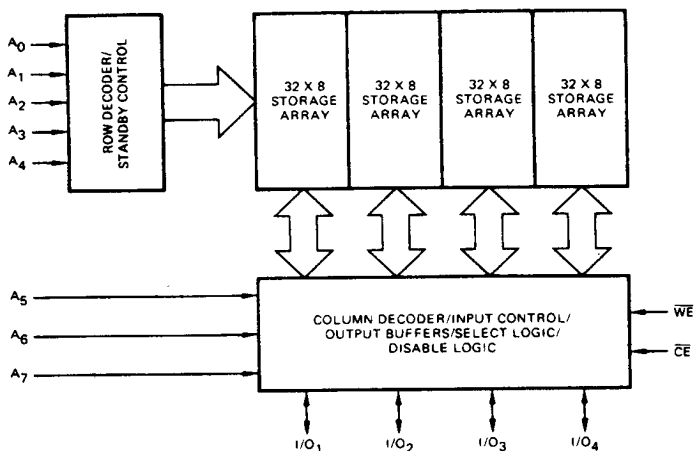 A0
A1
A2
A3
A4
ROW DECODER/
STANDBY CONTROL
32 X 8
STORAGE
ARRAY
32 X 8
STORAGE
ARRAY
32 X 8
STORAGE
ARRAY
32 X 8
STORAGE
ARRAY
A5
A6
A7
COLUMN DECODER/INPUT CONTROL/
OUTPUT BUFFERS/SELECT LOGIC/
DISABLE LOGIC
WE
CE
I/O1
I/O2
I/O3
I/O4